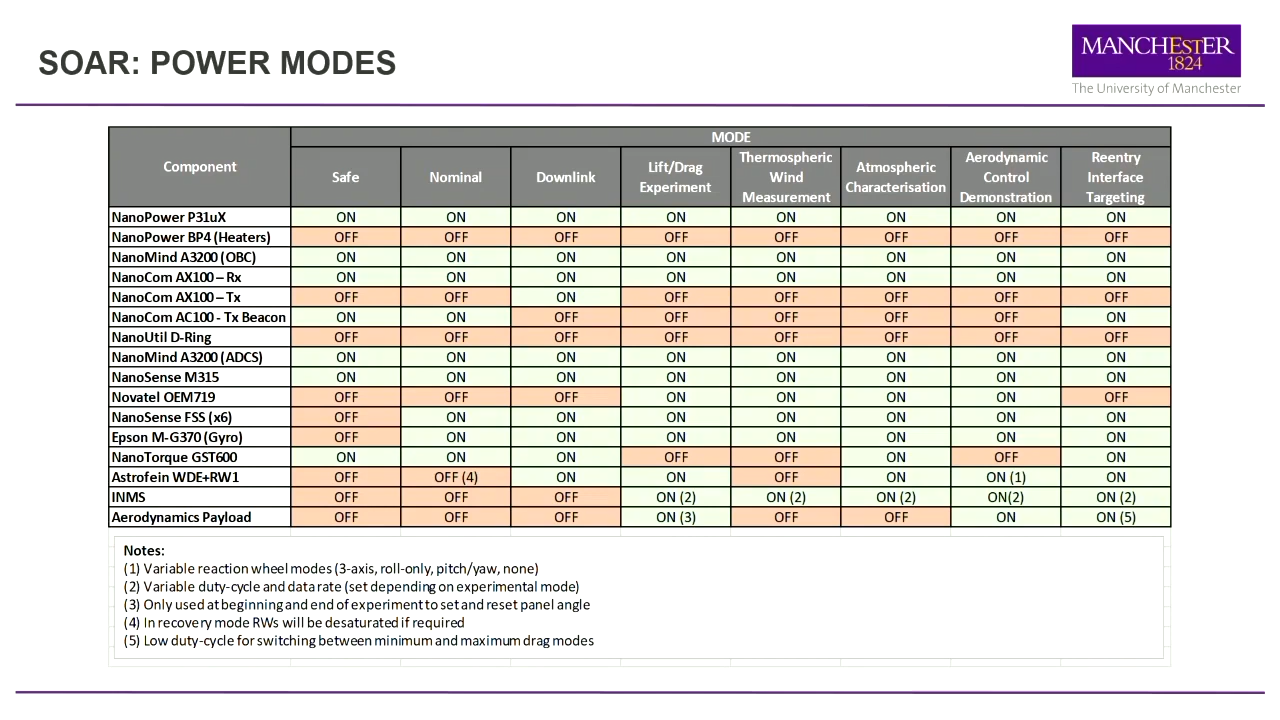 SOAR: POWER MODES
MANCHESTER
1824
The University of Manchester
Component
MODE
Safe
Nominal
Downlink
Lift/Drag
Experiment
Thermospheric
Wind
Measurement
Atmospheric
Characterisation
Aerodynamic
Control
Demonstration
Reentry
Interface
Targeting
NanoPower P31uX ON ON ON ON ON ON ON ON
NanoPower BP4 (Heaters) OFF OFF OFF OFF OFF OFF OFF OFF
NanoMind A3200 (OBC) ON ON ON ON ON ON ON ON
NanoCom AX100 – Rx ON ON ON ON ON ON ON ON
NanoCom AX100 – Tx OFF OFF ON OFF OFF OFF OFF OFF
NanoCom AC100 - Tx Beacon ON ON OFF OFF OFF OFF OFF ON
NanoUtil D-Ring OFF OFF OFF OFF OFF OFF OFF OFF
NanoMind A3200 (ADCS) ON ON ON ON ON ON ON ON
NanoSense M315 ON ON ON ON ON ON ON ON
Novatel OEM719 OFF OFF OFF ON ON ON ON OFF
NanoSense FSS (x6) OFF ON ON ON ON ON ON ON
Epson M-G370 (Gyro) OFF ON ON ON ON ON ON ON
NanoTorque GST600 ON ON ON OFF OFF ON OFF ON
Astrofein WDE+RW1 OFF OFF (4) ON ON OFF ON ON (1) ON
INMS OFF OFF OFF ON (2) ON (2) ON (2) ON(2) ON (2)
Aerodynamics Payload OFF OFF OFF ON (3) OFF OFF ON ON (5)
Notes:
(1) Variable reaction wheel modes (3-axis, roll-only, pitch/yaw, none)
(2) Variable duty-cycle and data rate (set depending on experimental mode)
(3) Only used at beginning and end of experiment to set and reset panel angle
(4) In recovery mode RWs will be desaturated if required
(5) Low duty-cycle for switching between minimum and maximum drag modes